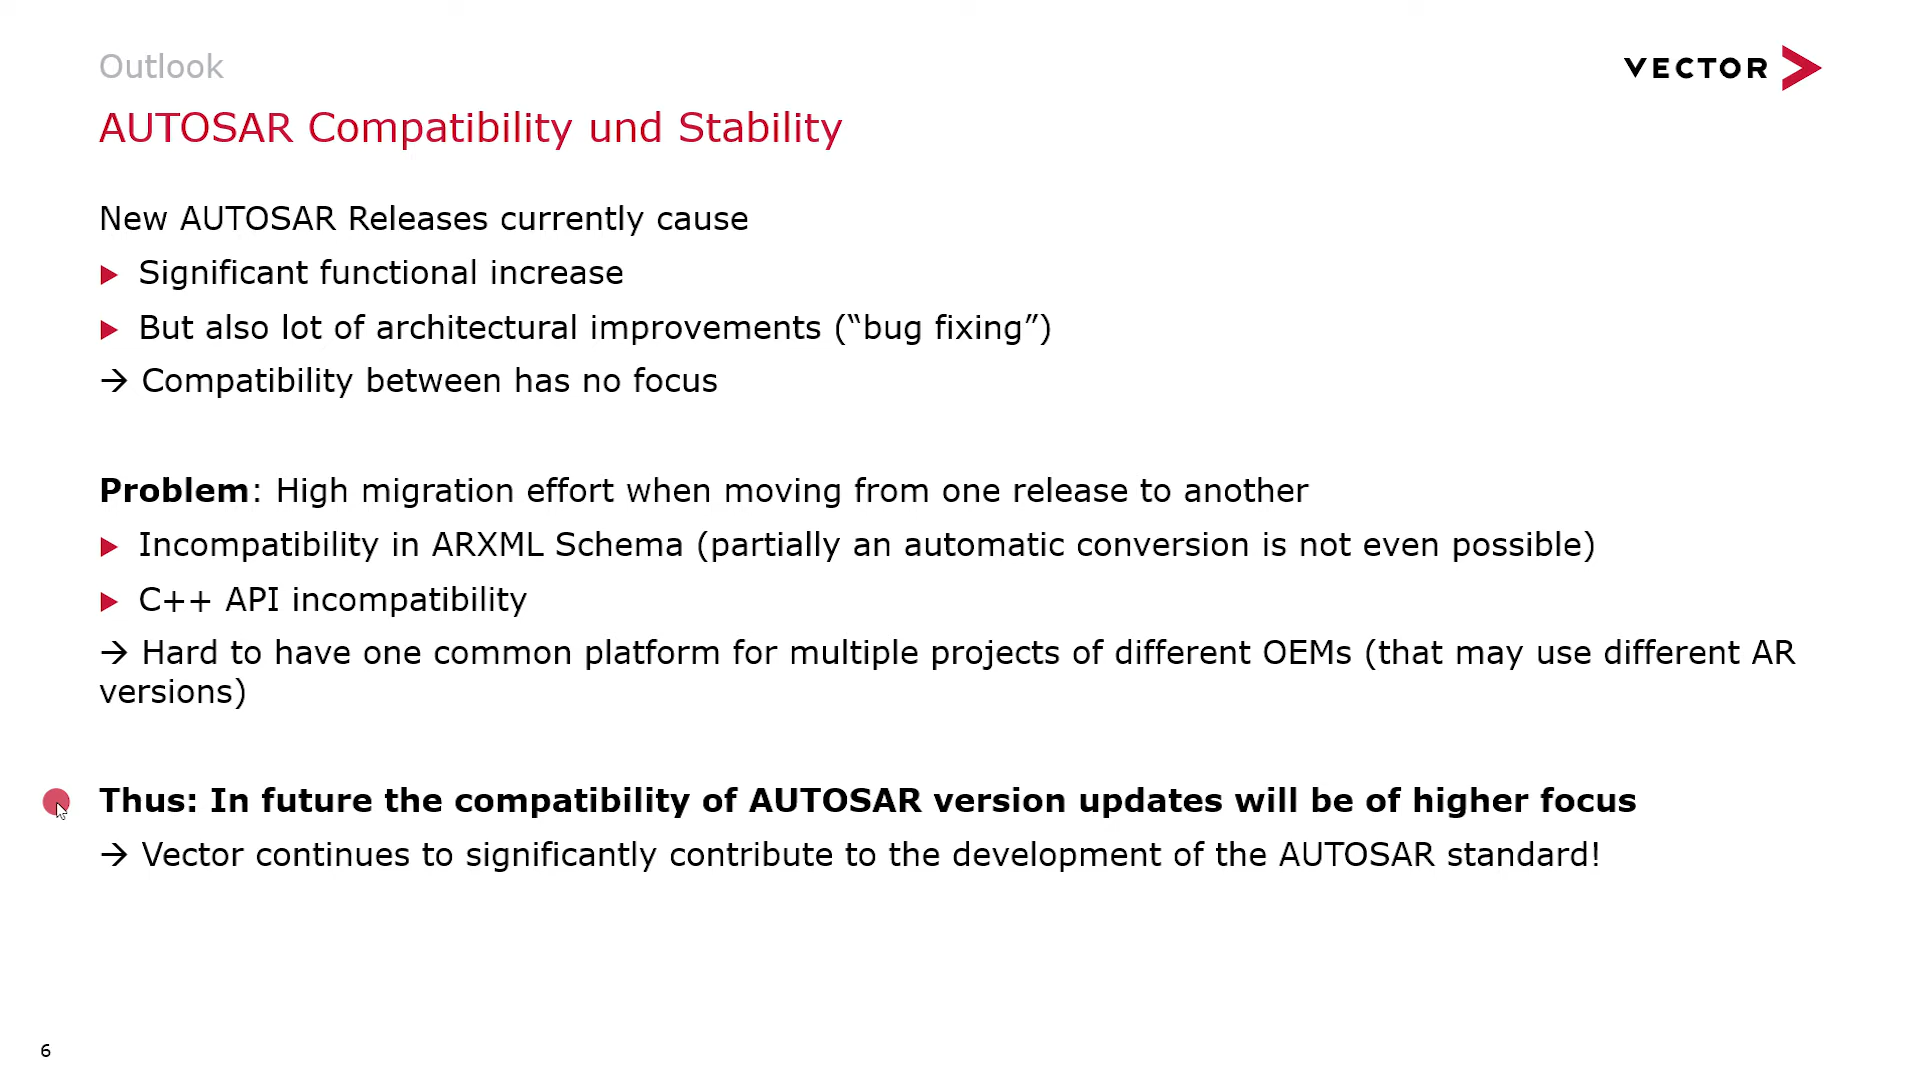 Outlook
VECTOR
AUTOSAR Compatibility und Stability
New AUTOSAR Releases currently cause
Significant functional increase
But also lot of architectural improvements (“bug fixing”)
→ Compatibility between has no focus
Problem: High migration effort when moving from one release to another
Incompatibility in ARXML Schema (partially an automatic conversion is not even possible)
C++ API incompatibility
→ Hard to have one common platform for multiple projects of different OEMs (that may use different AR
versions)
Thus: In future the compatibility of AUTOSAR version updates will be of higher focus
→ Vector continues to significantly contribute to the development of the AUTOSAR standard!
6